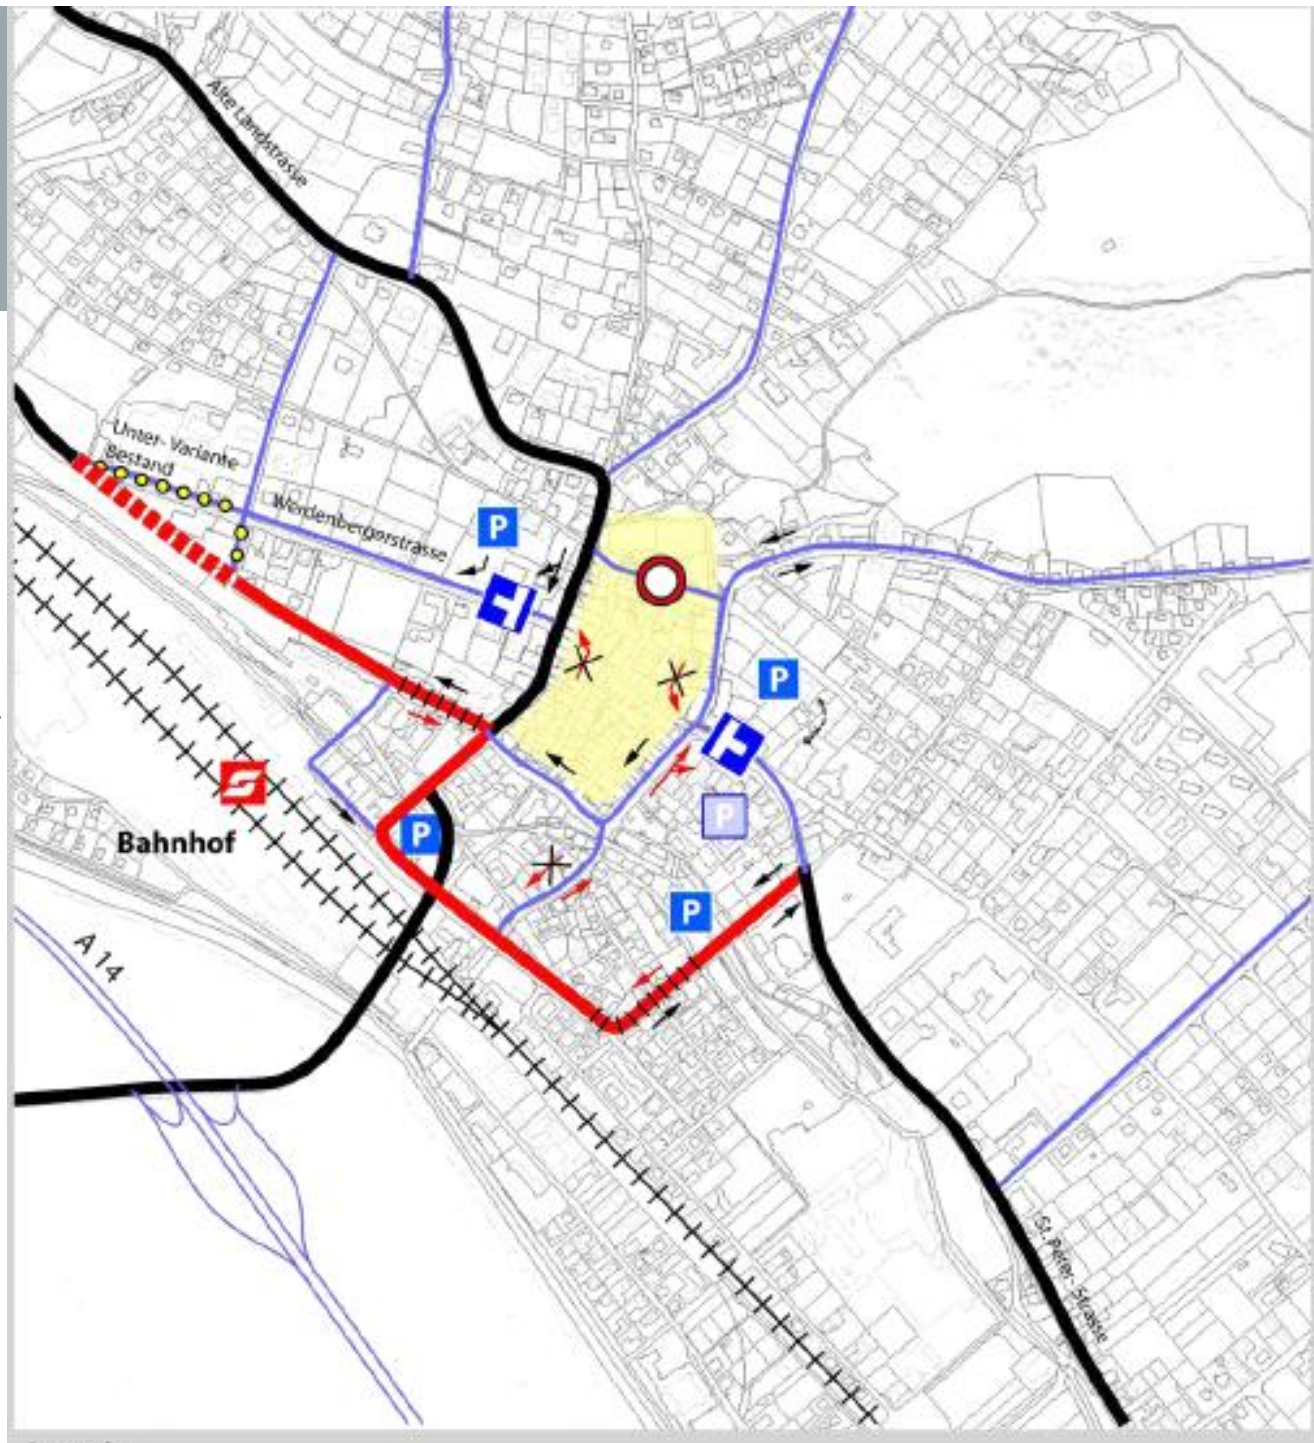 Alte Landstrasse
Unter-Variante
Bestand
Werdenbergerstrasse
P
P
P
P
P
Bahnhof
A 14
St. Peter-Strasse